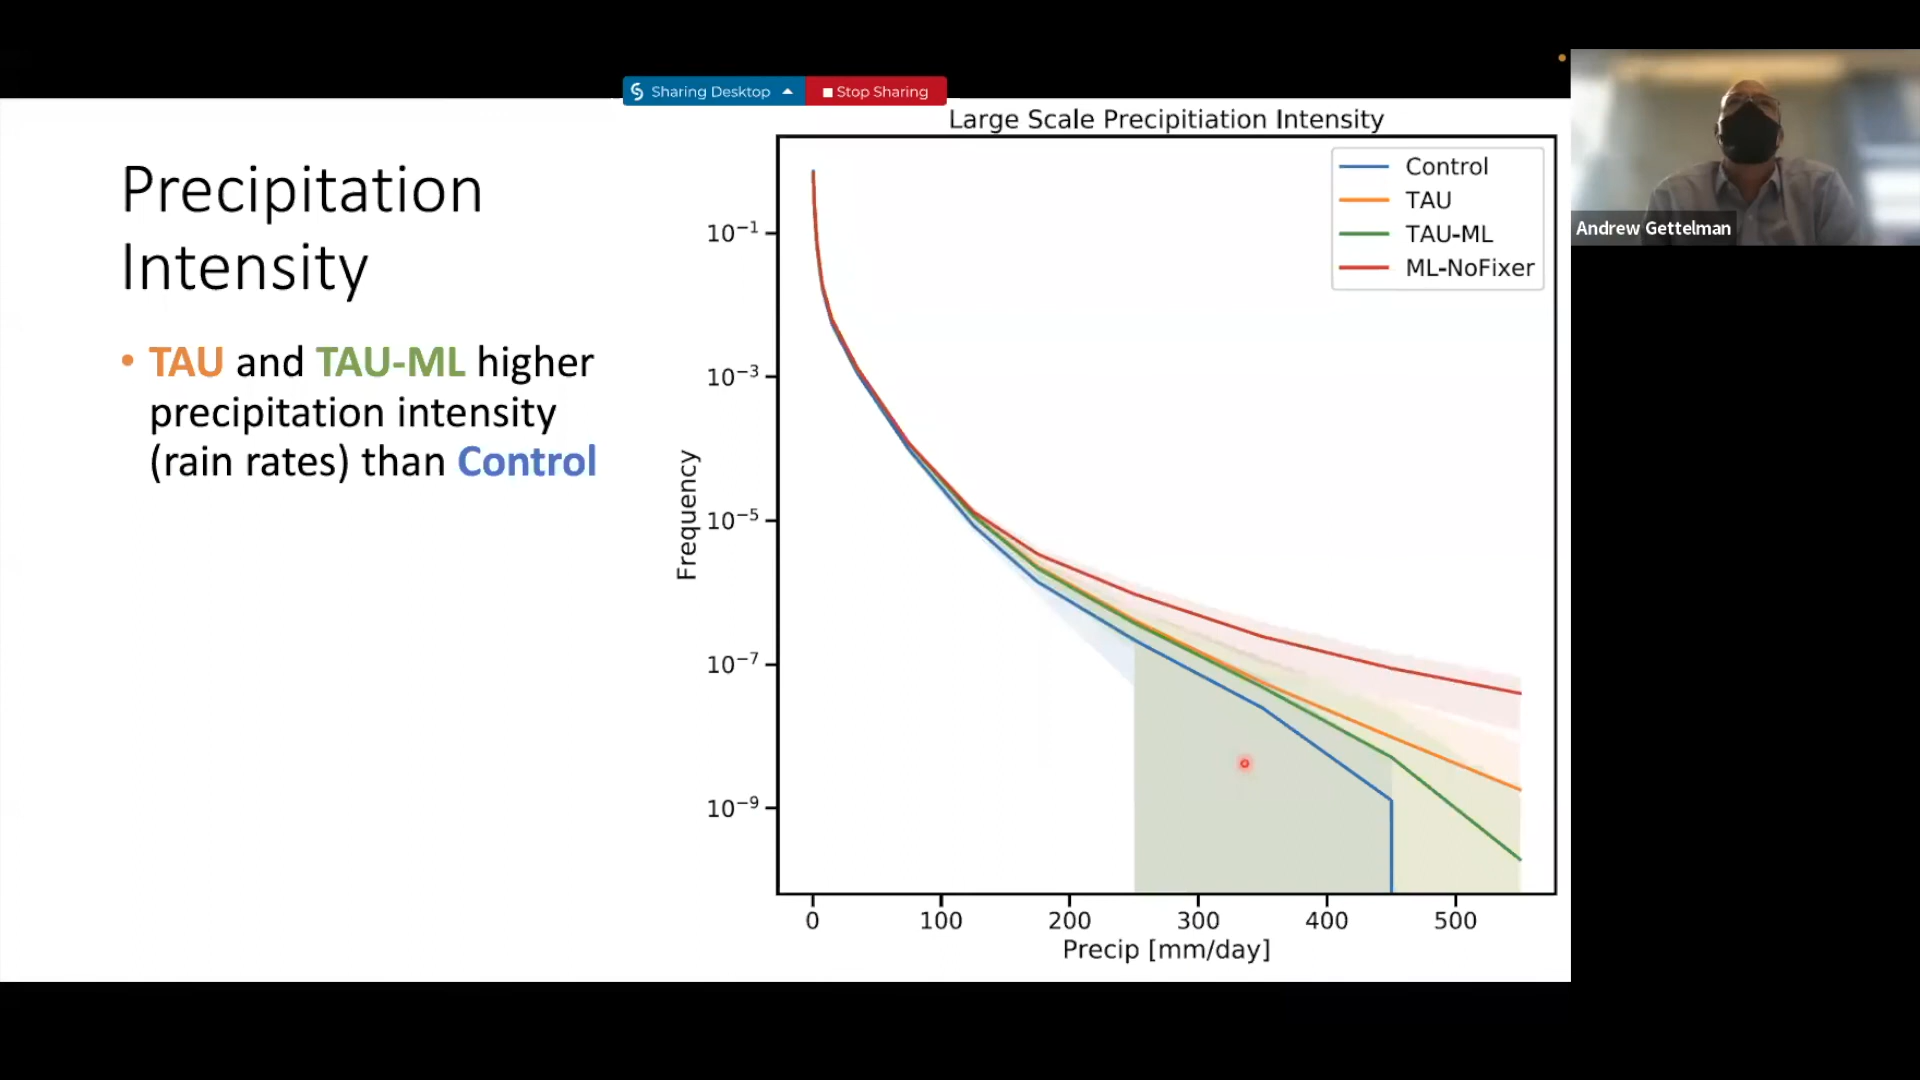 Sharing Desktop
Stop Sharing
Large Scale Precipitiation Intensity
Precipitation
Intensity
• TAU and TAU-ML higher
precipitation intensity
(rain rates) than Control
Control
TAU
TAU-ML
ML-NoFixer
Frequency
10⁻¹
10⁻³
10⁻⁵
10⁻⁷
10⁻⁹
0 100 200 300 400 500
Precip [mm/day]
Andrew Gettelman